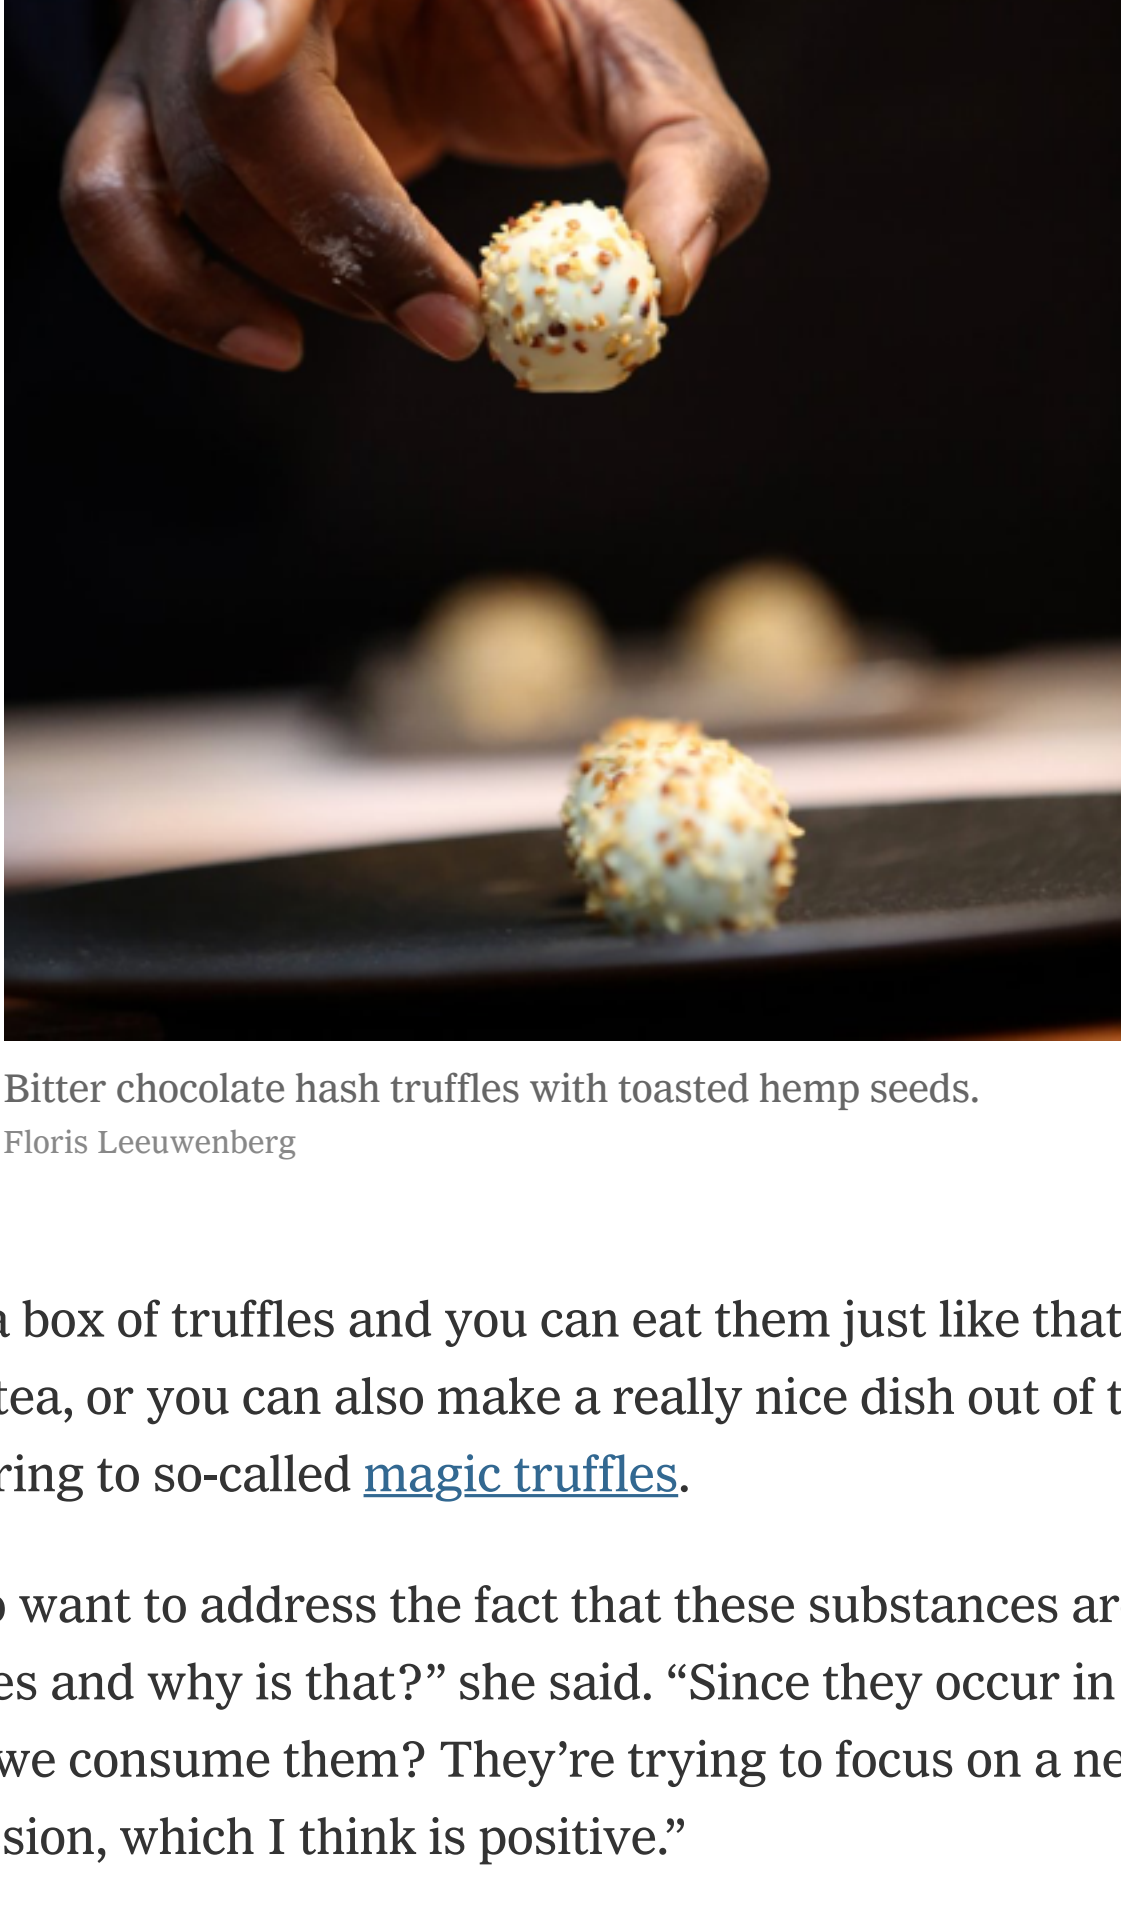 Bitter chocolate hash truffles with toasted hemp seeds.
Floris Leeuwenberg
a box of truffles and you can eat them just like that
tea, or you can also make a really nice dish out of t
ring to so-called magic truffles.
o want to address the fact that these substances ar
es and why is that?” she said. “Since they occur in
we consume them? They’re trying to focus on a ne
sion, which I think is positive.”